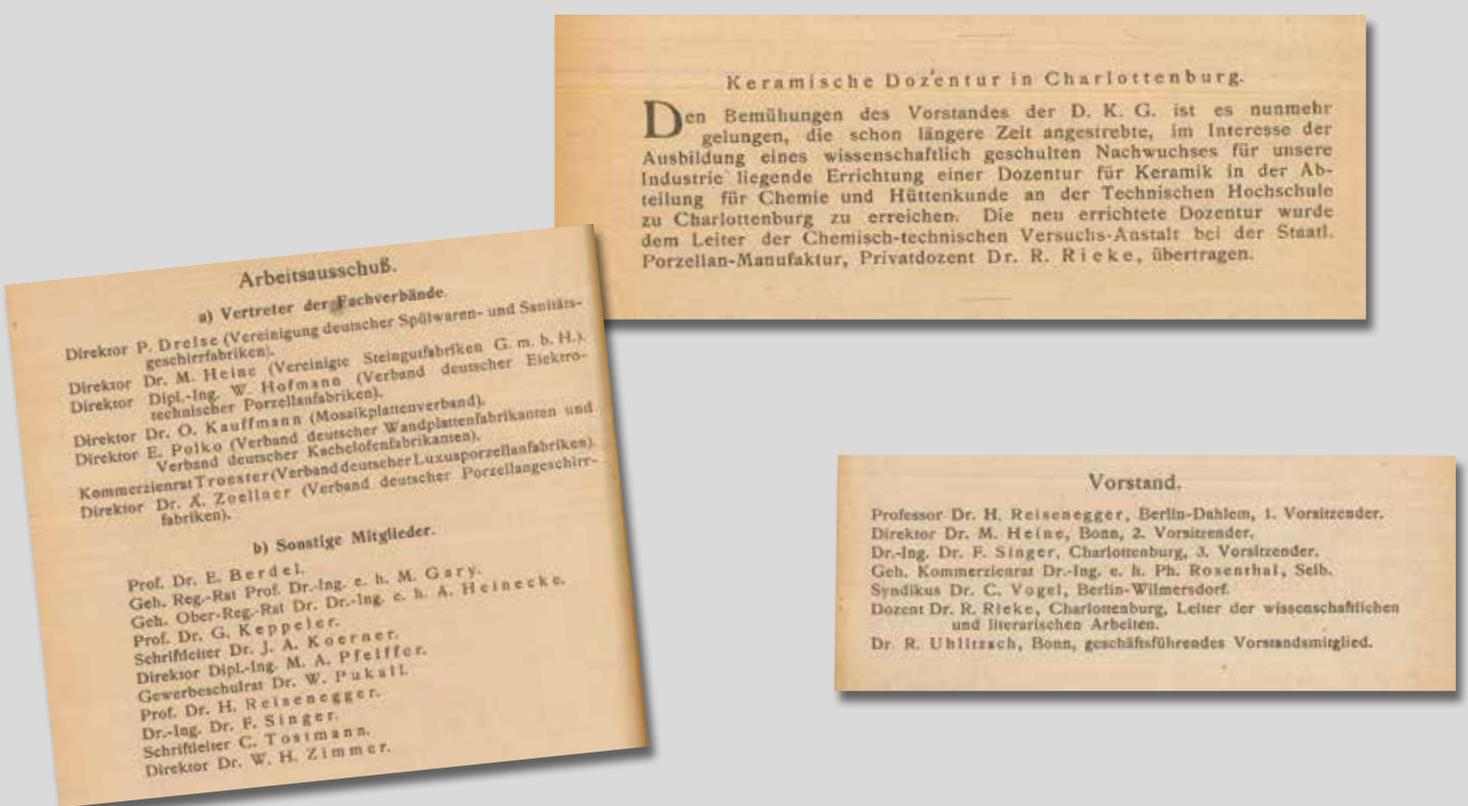 Keramische Dozentur in Charlottenburg.
Den Bemühungen des Vorstandes der D. K. G. ist es nunmehr
gelungen, die schon längere Zeit angestrebte, im Interesse der
Ausbildung eines wissenschaftlich geschulten Nachwuchses für unsere
Industrie liegende Errichtung einer Dozentur für Keramik in der Ab-
teilung für Chemie und Hüttenkunde an der Technischen Hochschule
zu Charlottenburg zu erreichen. Die neu errichtete Dozentur wurde
dem Leiter der Chemisch-technischen Versuchs-Anstalt bei der Staatl.
Porzellan-Manufaktur, Privatdozent Dr. R. Rieke, übertragen.
Arbeitsausschuß.
a) Vertreter der Fachverbände.
Direktor P. Dreise (Vereinigung deutscher Spülwaren- und Sanitäts-
geschirrfabriken).
Direktor Dr. M. Heine (Vereinigte Steingutfabriken G. m. b. H.).
Direktor Dipl.-Ing. W. Hofmann (Verband deutscher Elektro-
technischer Porzellanfabriken).
Direktor Dr. O. Kauffmann (Mosaikplattenverband).
Direktor E. Polko (Verband deutscher Wandplattenfabrikanten und
Verband deutscher Kachelofenfabrikanten).
Kommerzienrat Troester (Verband deutscher Luxusporzellanfabriken)
Direktor Dr. A. Zoellner (Verband deutscher Porzellangeschirr-
fabriken).
b) Sonstige Mitglieder.
Prof. Dr. E. Berdel.
Geh. Reg.-Rat Prof. Dr.-Ing. e. h. M. Gary.
Geh. Ober-Reg.-Rat Dr. Dr.-Ing. e. h. A. Heinecke.
Prof. Dr. G. Keppeler.
Schriftleiter Dr. J. A. Koerner.
Direktor Dipl.-Ing. M. A. Pfeiffer.
Gewerbeschulrat Dr. W. Pukall.
Prof. Dr. H. Reisenegger.
Dr.-Ing. Dr. F. Singer.
Schriftleiter C. Tostmann.
Direktor Dr. W. H. Zimmer.
Vorstand.
Professor Dr. H. Reisenegger, Berlin-Dahlem, 1. Vorsitzender.
Direktor Dr. M. Heine, Bonn, 2. Vorsitzender.
Dr.-Ing. Dr. F. Singer, Charlottenburg, 3. Vorsitzender.
Geh. Kommerzienrat Dr.-Ing. e. h. Ph. Rosenthal, Selb.
Syndikus Dr. C. Vogel, Berlin-Wilmersdorf.
Dozent Dr. R. Rieke, Charlottenburg, Leiter der wissenschaftlichen
und literarischen Arbeiten.
Dr. R. Uhlitzsch, Bonn, geschäftsführendes Vorstandsmitglied.